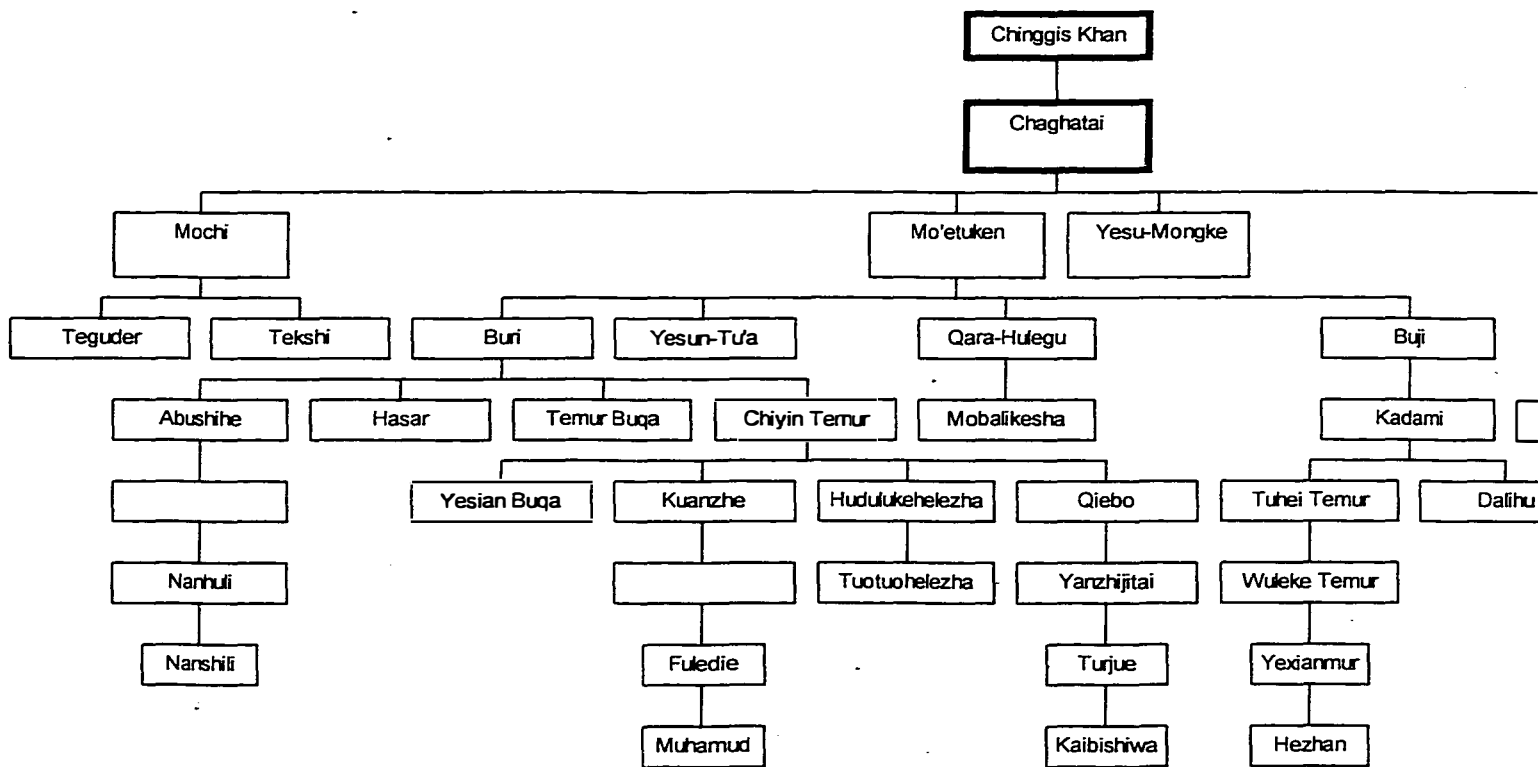 Chinggis Khan
Chaghatai
Mochi Mo'etuken Yesu-Mongke
Teguder Tekshi Buri Yesun-Tu'a Qara-Hulegu Buji
Abushihe Hasar Temur Buqa Chiyin Temur Mobalikesha Kadami
Yesian Buqa Kuanzhe Hudulukehelezha Qiebo Tuhei Temur Dalihu
Nanhuli Tuotuohelezha Yanzhijitai Wuleke Temur
Nanshili Fuledie Turjue Yexianmur
Muhamud Kaibishiwa Hezhan